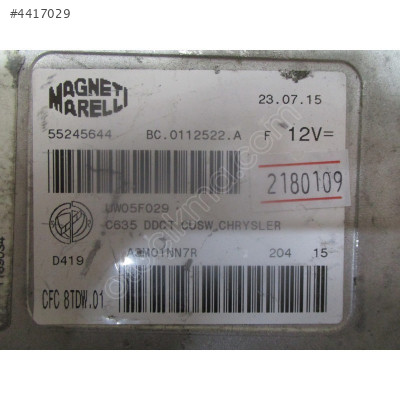 #4417029
MAGNETI
MARELLI
23.07.15
55245644 BC.0112522.A F 12V=
2180109
UW05F029
C635 DDCT CUSW CHRYSLER
D419 A3M01NN7R 204 15
CFC 8TDW.01